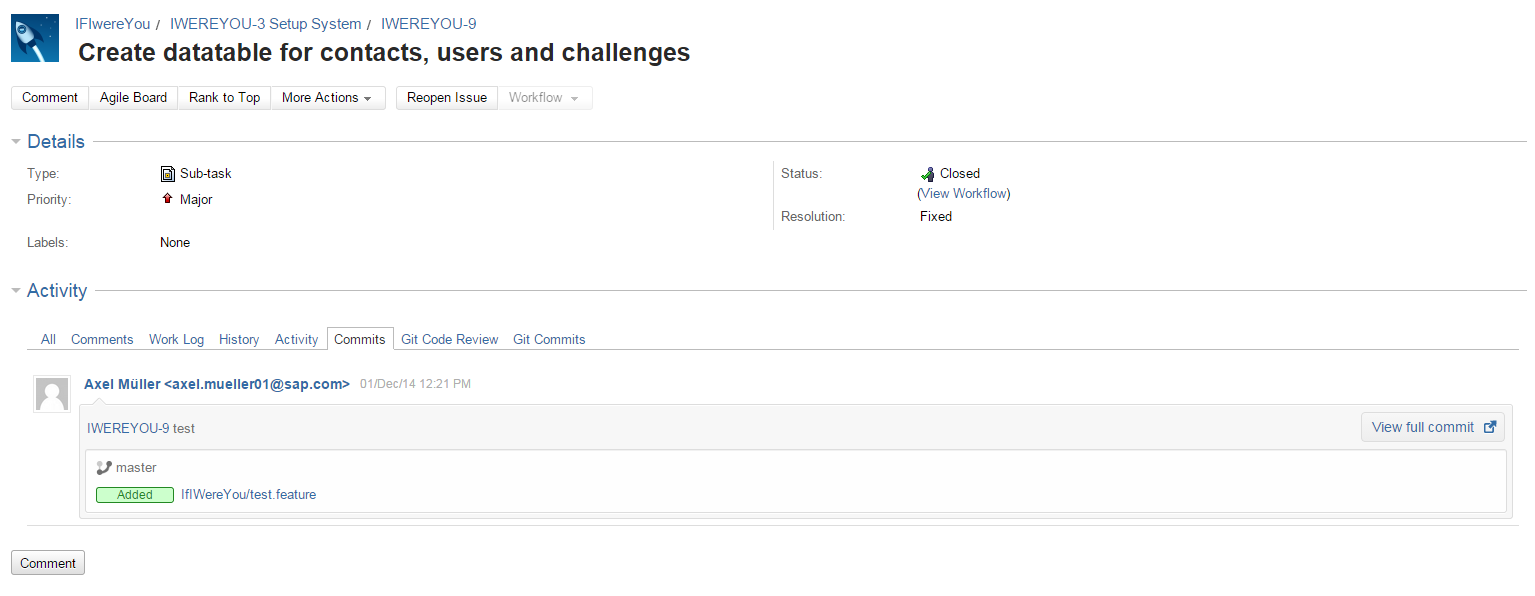 IFIwereYou / IWEREYOU-3 Setup System / IWEREYOU-9
Create datatable for contacts, users and challenges
Comment Agile Board Rank to Top More Actions Reopen Issue Workflow
Details
Type: Sub-task Status: Closed
(View Workflow)
Priority: Major
Resolution: Fixed
Labels: None
Activity
All Comments Work Log History Activity Commits Git Code Review Git Commits
Axel Müller <axel.mueller01@sap.com> 01/Dec/14 12:21 PM
IWEREYOU-9 test View full commit
master
Added IfIWereYou/test.feature
Comment